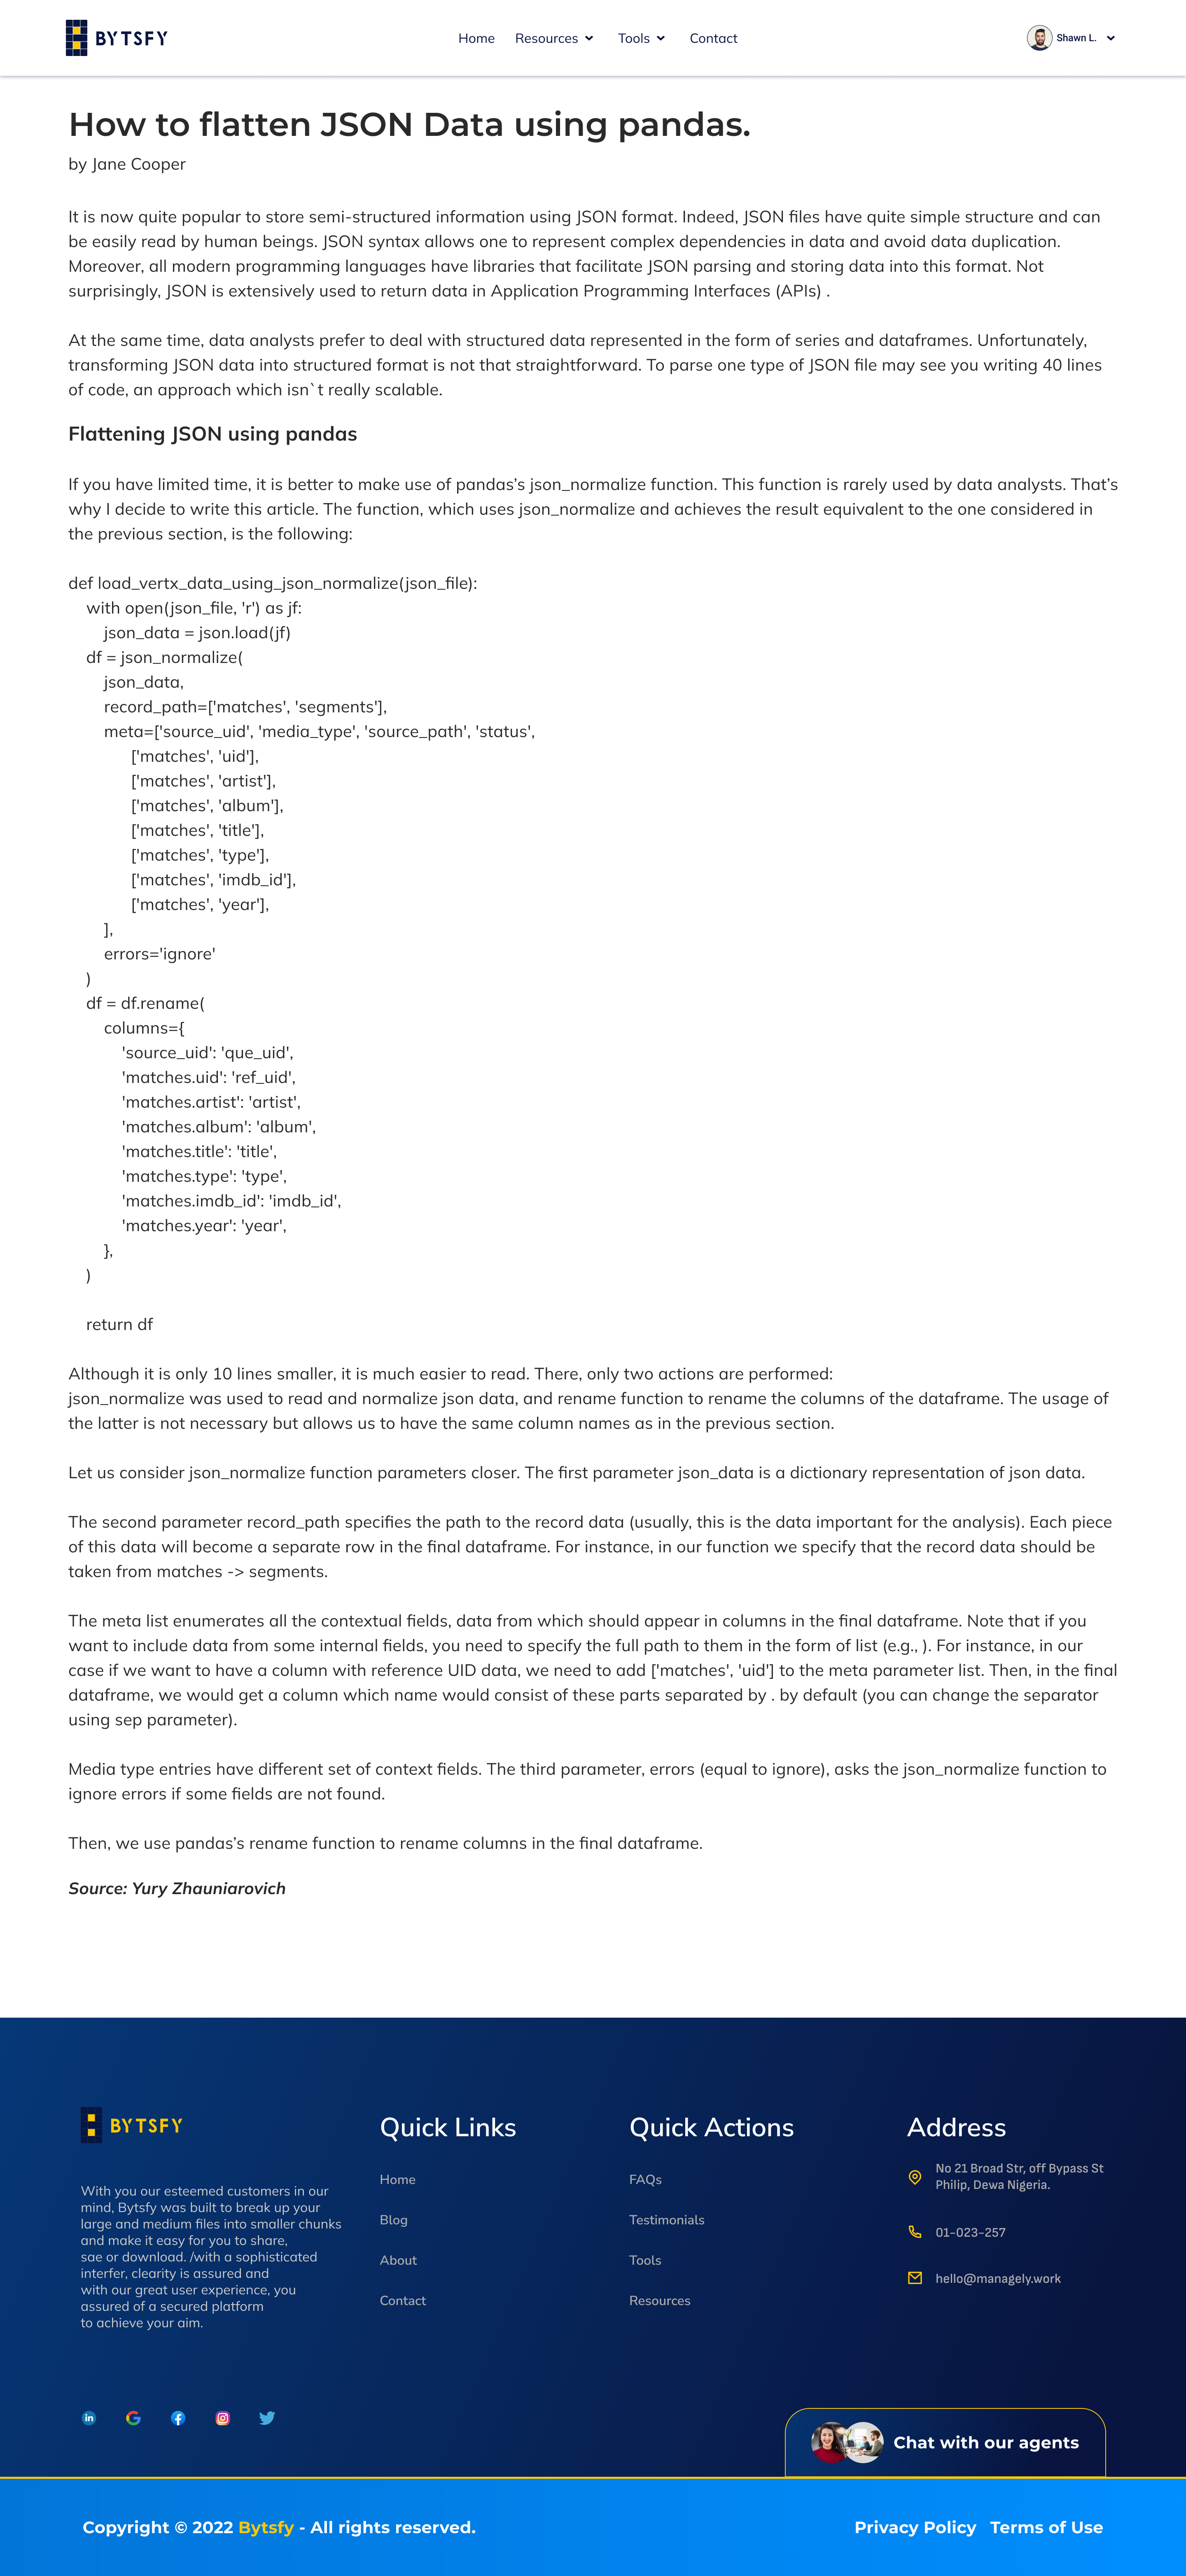 BYTSFY
Home Resources Tools Contact
Shawn L.
How to flatten JSON Data using pandas.
by Jane Cooper
It is now quite popular to store semi-structured information using JSON format. Indeed, JSON files have quite simple structure and can
be easily read by human beings. JSON syntax allows one to represent complex dependencies in data and avoid data duplication.
Moreover, all modern programming languages have libraries that facilitate JSON parsing and storing data into this format. Not
surprisingly, JSON is extensively used to return data in Application Programming Interfaces (APIs) .
At the same time, data analysts prefer to deal with structured data represented in the form of series and dataframes. Unfortunately,
transforming JSON data into structured format is not that straightforward. To parse one type of JSON file may see you writing 40 lines
of code, an approach which isn`t really scalable.
Flattening JSON using pandas
If you have limited time, it is better to make use of pandas’s json_normalize function. This function is rarely used by data analysts. That’s
why I decide to write this article. The function, which uses json_normalize and achieves the result equivalent to the one considered in
the previous section, is the following:
def load_vertx_data_using_json_normalize(json_file):
with open(json_file, 'r') as jf:
json_data = json.load(jf)
df = json_normalize(
json_data,
record_path=['matches', 'segments'],
meta=['source_uid', 'media_type', 'source_path', 'status',
['matches', 'uid'],
['matches', 'artist'],
['matches', 'album'],
['matches', 'title'],
['matches', 'type'],
['matches', 'imdb_id'],
['matches', 'year'],
],
errors='ignore'
)
df = df.rename(
columns={
'source_uid': 'que_uid',
'matches.uid': 'ref_uid',
'matches.artist': 'artist',
'matches.album': 'album',
'matches.title': 'title',
'matches.type': 'type',
'matches.imdb_id': 'imdb_id',
'matches.year': 'year',
},
)
return df
Although it is only 10 lines smaller, it is much easier to read. There, only two actions are performed:
json_normalize was used to read and normalize json data, and rename function to rename the columns of the dataframe. The usage of
the latter is not necessary but allows us to have the same column names as in the previous section.
Let us consider json_normalize function parameters closer. The first parameter json_data is a dictionary representation of json data.
The second parameter record_path specifies the path to the record data (usually, this is the data important for the analysis). Each piece
of this data will become a separate row in the final dataframe. For instance, in our function we specify that the record data should be
taken from matches -> segments.
The meta list enumerates all the contextual fields, data from which should appear in columns in the final dataframe. Note that if you
want to include data from some internal fields, you need to specify the full path to them in the form of list (e.g., ). For instance, in our
case if we want to have a column with reference UID data, we need to add ['matches', 'uid'] to the meta parameter list. Then, in the final
dataframe, we would get a column which name would consist of these parts separated by . by default (you can change the separator
using sep parameter).
Media type entries have different set of context fields. The third parameter, errors (equal to ignore), asks the json_normalize function to
ignore errors if some fields are not found.
Then, we use pandas’s rename function to rename columns in the final dataframe.
Source: Yury Zhauniarovich
BYTSFY
With you our esteemed customers in our
mind, Bytsfy was built to break up your
large and medium files into smaller chunks
and make it easy for you to share,
sae or download. /with a sophisticated
interfer, clearity is assured and
with our great user experience, you
assured of a secured platform
to achieve your aim.
Quick Links
Home
Blog
About
Contact
Quick Actions
FAQs
Testimonials
Tools
Resources
Address
No 21 Broad Str, off Bypass St
Philip, Dewa Nigeria.
01-023-257
hello@managely.work
Chat with our agents
Copyright © 2022 Bytsfy - All rights reserved.
Privacy Policy Terms of Use